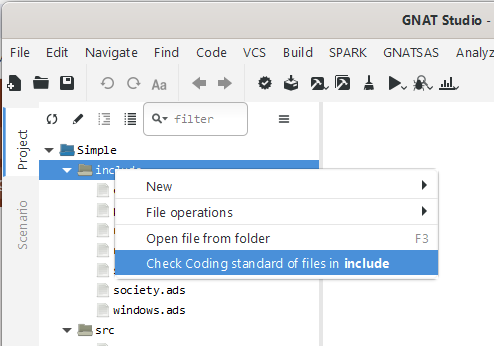 GNAT Studio -
File Edit Navigate Find Code VCS Build SPARK GNATSAS Analyz
Aa
filter
Project
Scenario
Simple
include
New
File operations
Open file from folder F3
Check Coding standard of files in include
society.ads
windows.ads
src